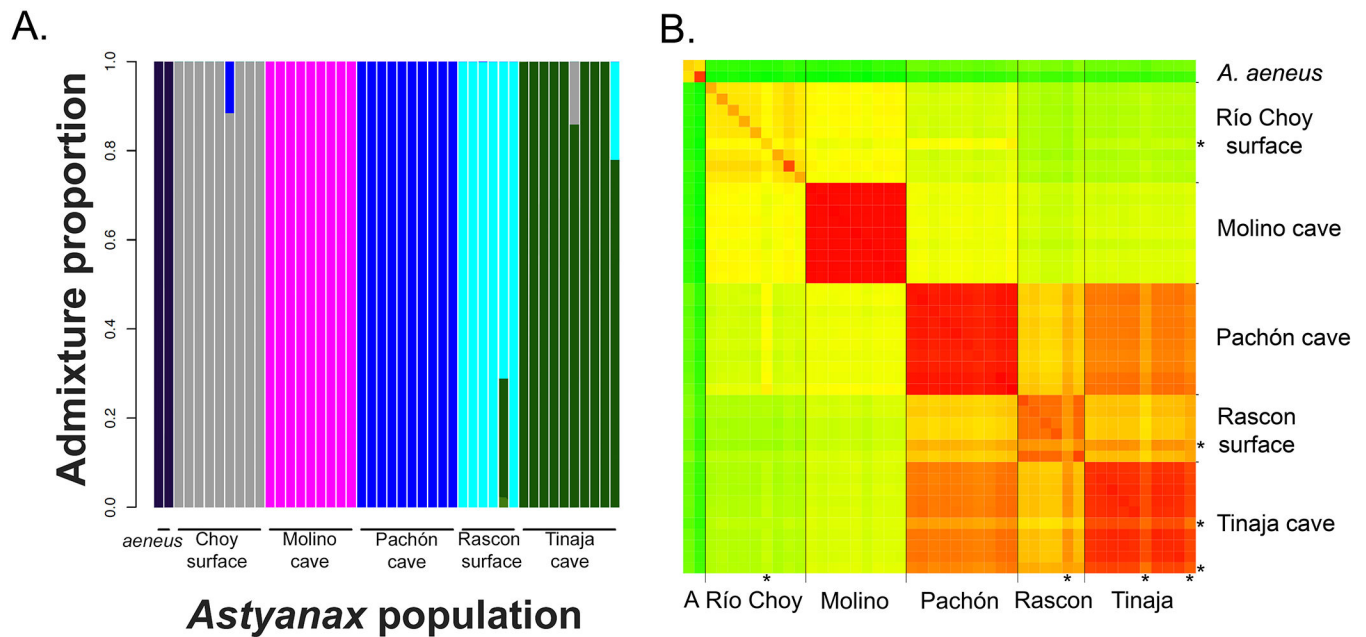 A.
Admixture proportion
1.0
0.8
0.6
0.4
0.2
0.0
aeneus
Choy
surface
Molino
cave
Pachón
cave
Rascon
surface
Tinaja
cave
Astyanax population
B.
A. aeneus
Río Choy
surface
*
Molino cave
Pachón cave
Rascon
surface
*
Tinaja cave
*
*
* * * *
A Río Choy Molino Pachón Rascon Tinaja